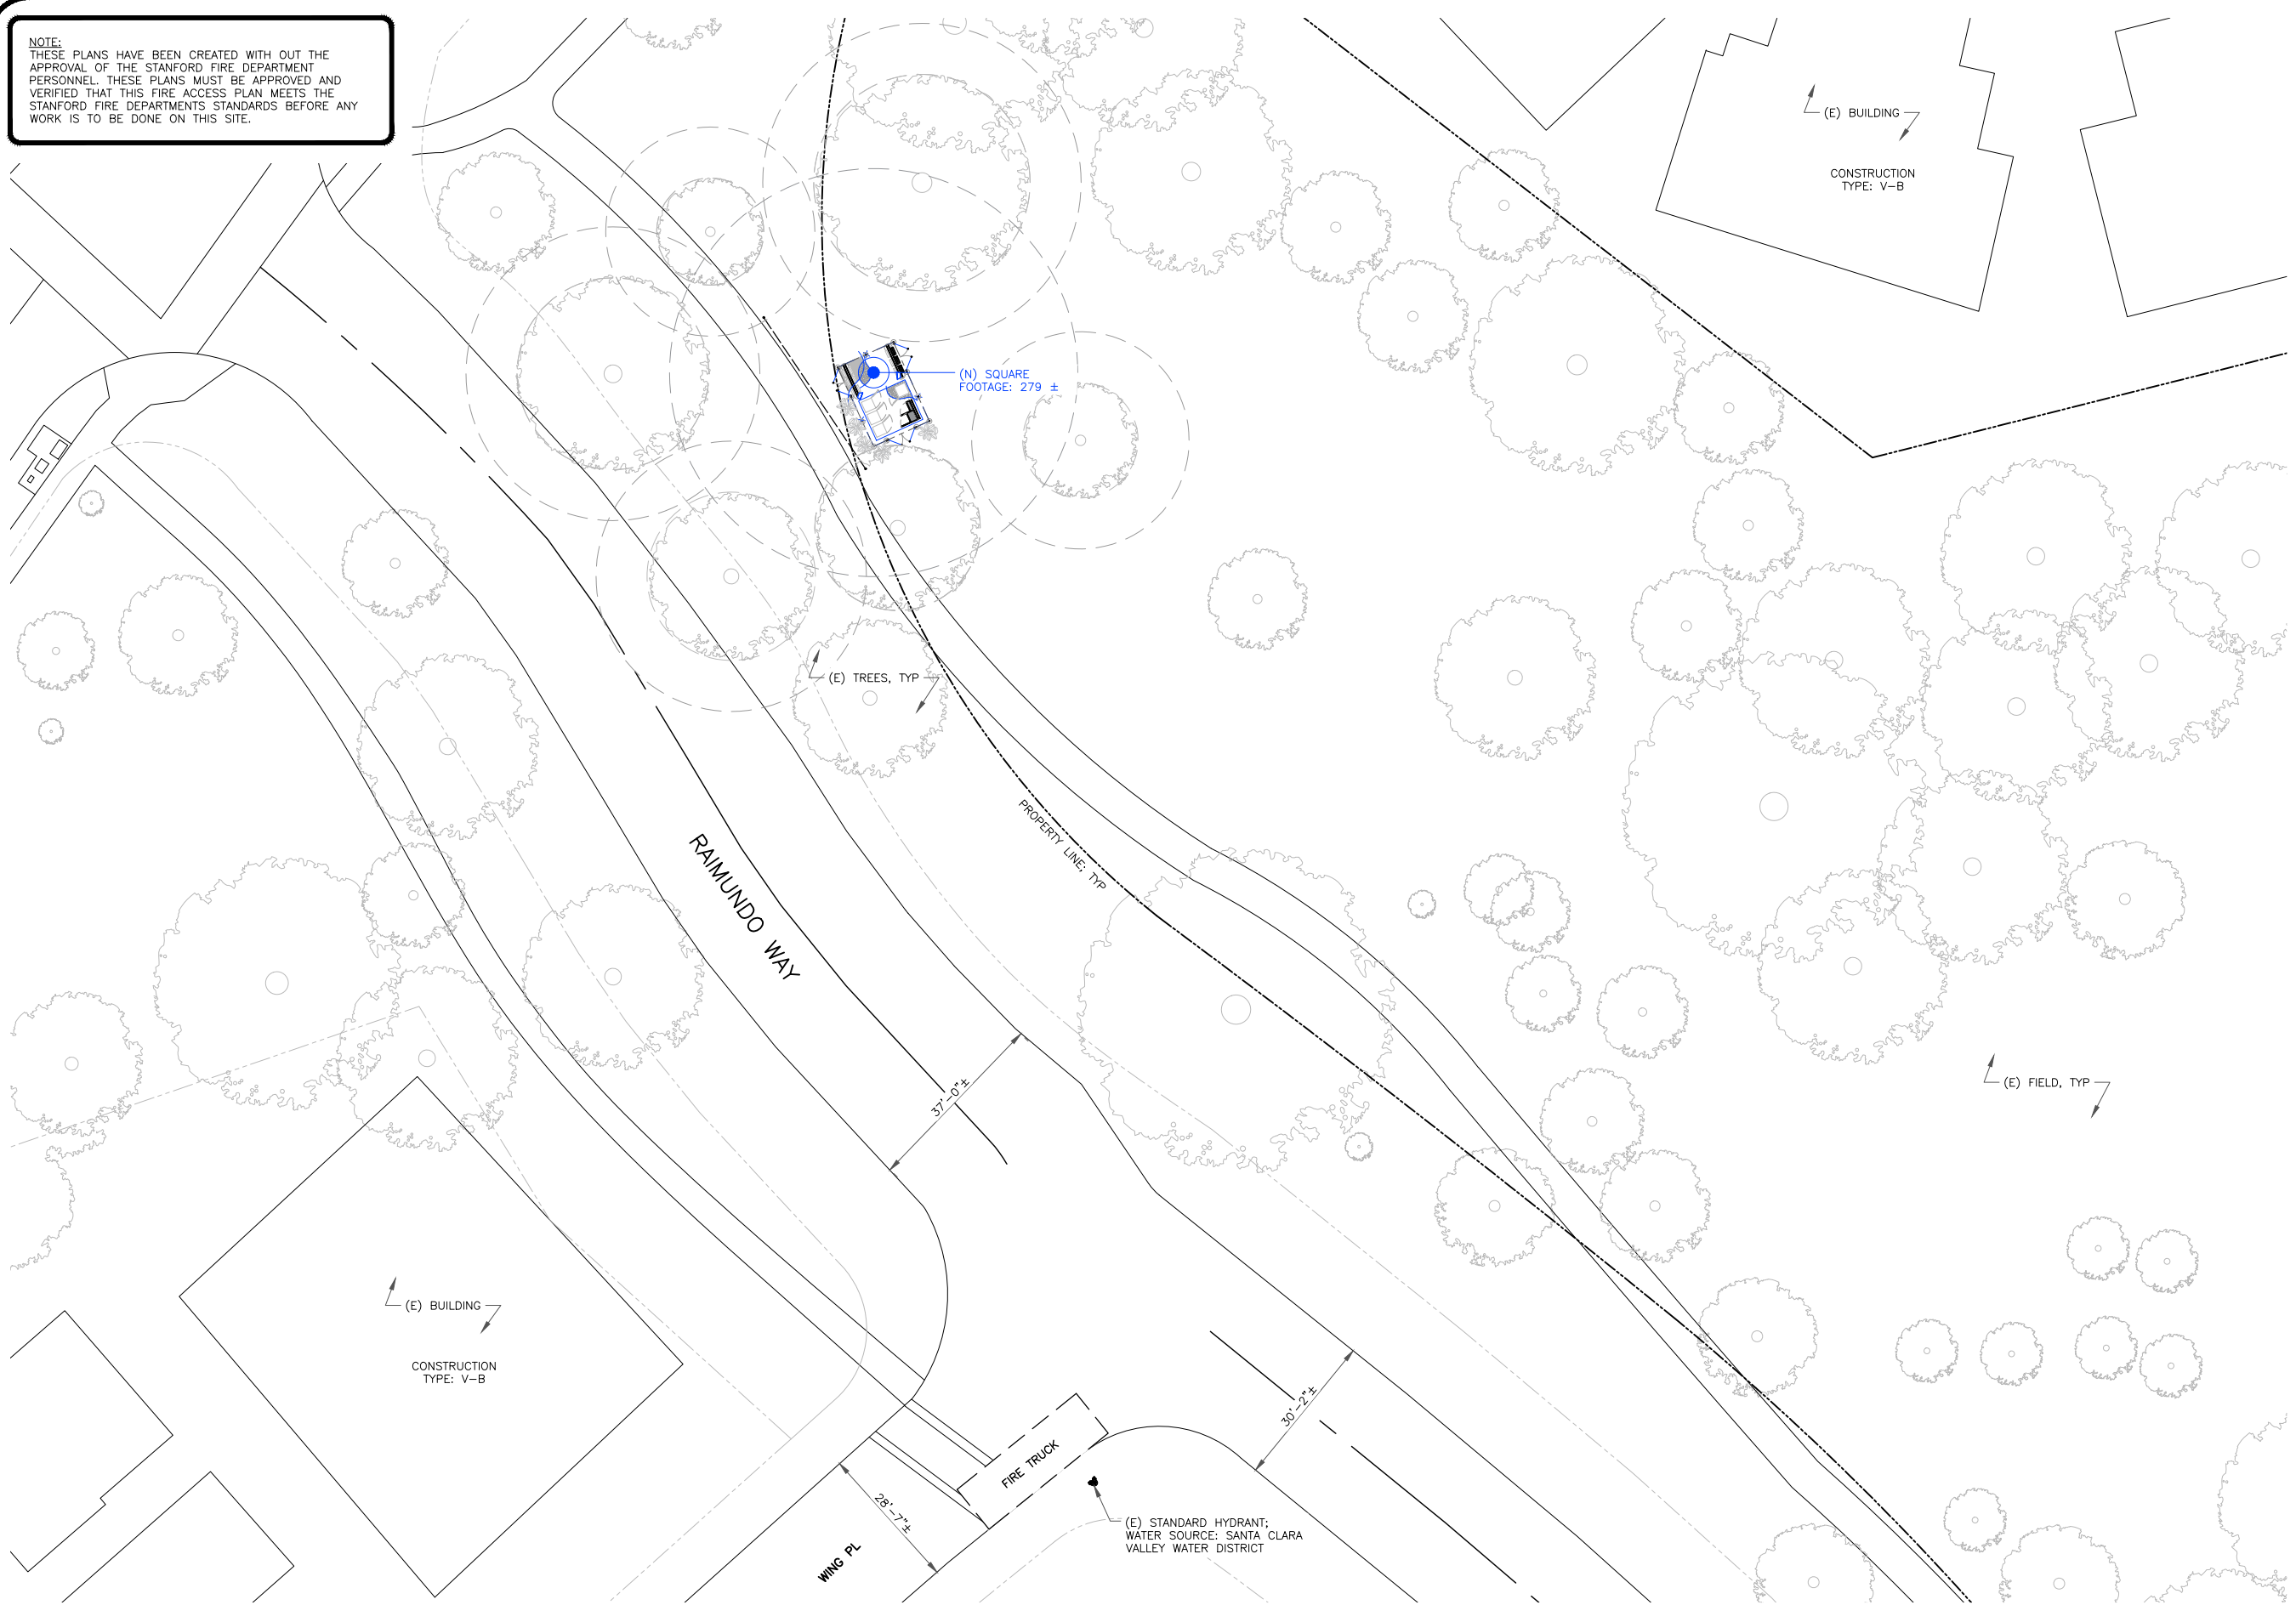 NOTE:
THESE PLANS HAVE BEEN CREATED WITH OUT THE
APPROVAL OF THE STANFORD FIRE DEPARTMENT
PERSONNEL. THESE PLANS MUST BE APPROVED AND
VERIFIED THAT THIS FIRE ACCESS PLAN MEETS THE
STANFORD FIRE DEPARTMENTS STANDARDS BEFORE ANY
WORK IS TO BE DONE ON THIS SITE.
(E) BUILDING
CONSTRUCTION
TYPE: V-B
(N) SQUARE
FOOTAGE: 279 ±
(E) TREES, TYP
PROPERTY LINE; TYP
RAIMUNDO WAY
37'-0"±
(E) FIELD, TYP
(E) BUILDING
CONSTRUCTION
TYPE: V-B
30'-2"±
FIRE TRUCK
28'-7"±
WING PL
(E) STANDARD HYDRANT;
WATER SOURCE: SANTA CLARA
VALLEY WATER DISTRICT